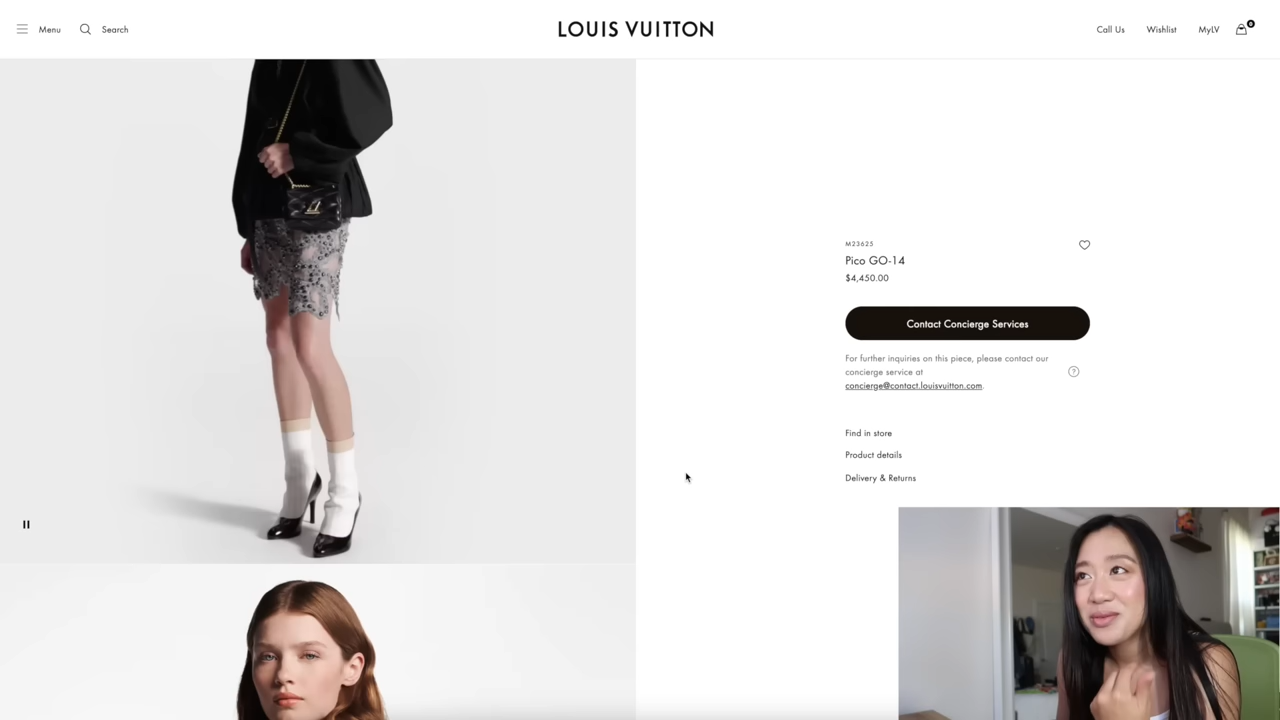 Menu
Search
LOUIS VUITTON
Call Us
Wishlist
MyLV
0
M23625
Pico GO-14
$4,450.00
Contact Concierge Services
For further inquiries on this piece, please contact our
concierge service at
concierge@contact.louisvuitton.com.
?
Find in store
Product details
Delivery & Returns